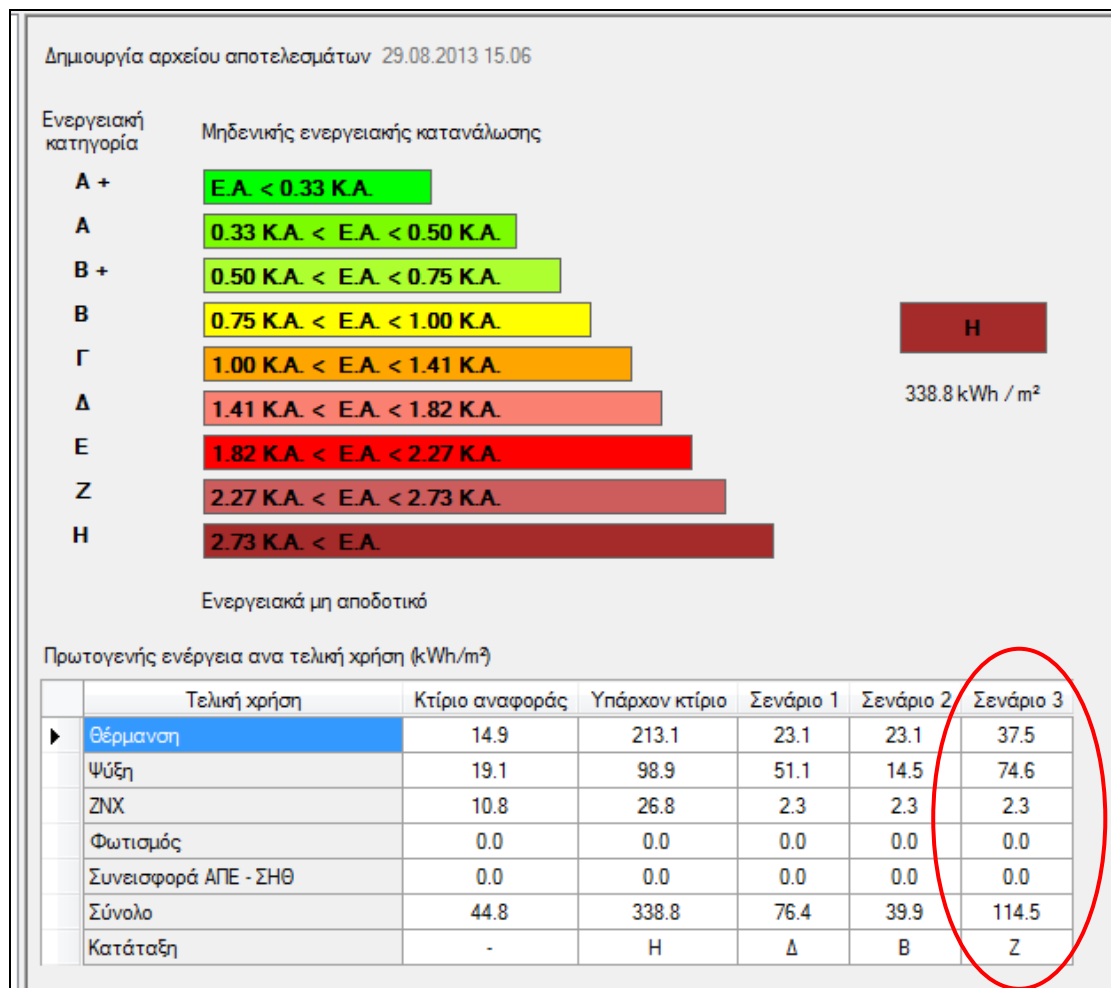 Δημιουργία αρχείου αποτελεσμάτων 29.08.2013 15.06
Ενεργειακή κατηγορία
Μηδενικής ενεργειακής κατανάλωσης
A + E.A. < 0.33 K.A.
A 0.33 K.A. < E.A. < 0.50 K.A.
B + 0.50 K.A. < E.A. < 0.75 K.A.
B 0.75 K.A. < E.A. < 1.00 K.A.
Γ 1.00 K.A. < E.A. < 1.41 K.A.
Δ 1.41 K.A. < E.A. < 1.82 K.A.
E 1.82 K.A. < E.A. < 2.27 K.A.
Z 2.27 K.A. < E.A. < 2.73 K.A.
H 2.73 K.A. < E.A.
H
338.8 kWh / m²
Ενεργειακά μη αποδοτικό
Πρωτογενής ενέργεια ανα τελική χρήση (kWh/m²)
Τελική χρήση Κτίριο αναφοράς Υπάρχον κτίριο Σενάριο 1 Σενάριο 2 Σενάριο 3
Θέρμανση 14.9 213.1 23.1 23.1 37.5
Ψύξη 19.1 98.9 51.1 14.5 74.6
ΖΝΧ 10.8 26.8 2.3 2.3 2.3
Φωτισμός 0.0 0.0 0.0 0.0 0.0
Συνεισφορά ΑΠΕ - ΣΗΘ 0.0 0.0 0.0 0.0 0.0
Σύνολο 44.8 338.8 76.4 39.9 114.5
Κατάταξη - Η Δ Β Ζ